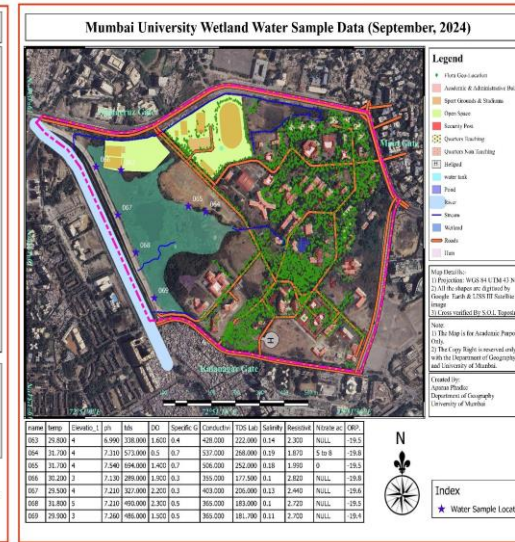 Mumbai University Wetland Water Sample Data (September, 2024)
Main Gate
Kalanagar Gate
067
068
069
065
064
H
Legend
Flora Geo-Location
Academic & Administrative
Sport Grounds & Stadiums
Open Space
Security Post
Quarters Teaching
Quarters Non Teaching
H Helipad
water tank
Pond
River
Stream
Wetland
Roads
Huts
Map Details:
1) Projection: WGS 84 UTM 43 N
2) All the shapes are digitised by
Google Earth & LISS III Satellite
Image
3) Cross verified By S.O.I.
Note:
1) The Map is for Academic
Only.
2) The Copy Right is reserved only
with the Department of Geography
and University of Mumbai.
Created By:
Aparna Phadke
Department of Geography
University of Mumbai
name temp Elevatio_1 ph tds DO Specific G Conductivi TDS Lab Salinity Resistivit Nitrate ac ORP.
063 29.800 4 6.990 338.000 1.600 0.4 428.000 222.000 0.14 2.300 NULL -19.5
064 31.700 4 7.310 573.000 0.5 0.7 537.000 268.000 0.19 1.870 5 to 8 -19.8
065 31.700 4 7.540 694.000 1.400 0.7 506.000 252.000 0.18 1.990 0 -19.5
066 30.200 3 7.130 289.000 1.900 0.3 355.000 177.500 0.1 2.820 NULL -19.8
067 29.500 4 7.210 327.000 2.200 0.3 403.000 206.000 0.13 2.440 NULL -19.6
068 31.800 5 7.210 490.000 2.300 0.5 365.000 183.000 0.1 2.720 NULL -19.5
069 29.900 3 7.260 486.000 1.500 0.5 365.000 181.700 0.11 2.700 NULL -19.4
N
Index
Water Sample